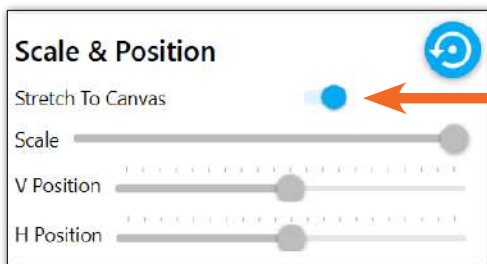 Scale & Position
Stretch To Canvas
Scale
V Position
H Position